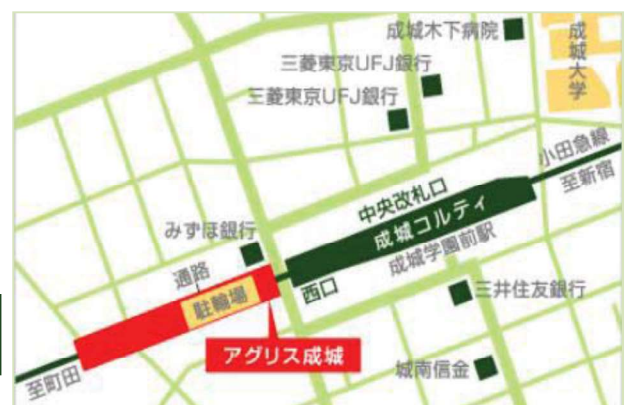 成城木下病院
成城大学
三菱東京UFJ銀行
三菱東京UFJ銀行
小田急線
至新宿
中央改札口
成城コルティ
成城学園前駅
みずほ銀行
通路
西口
駐輪場
三井住友銀行
アグリス成城
城南信金
至町田